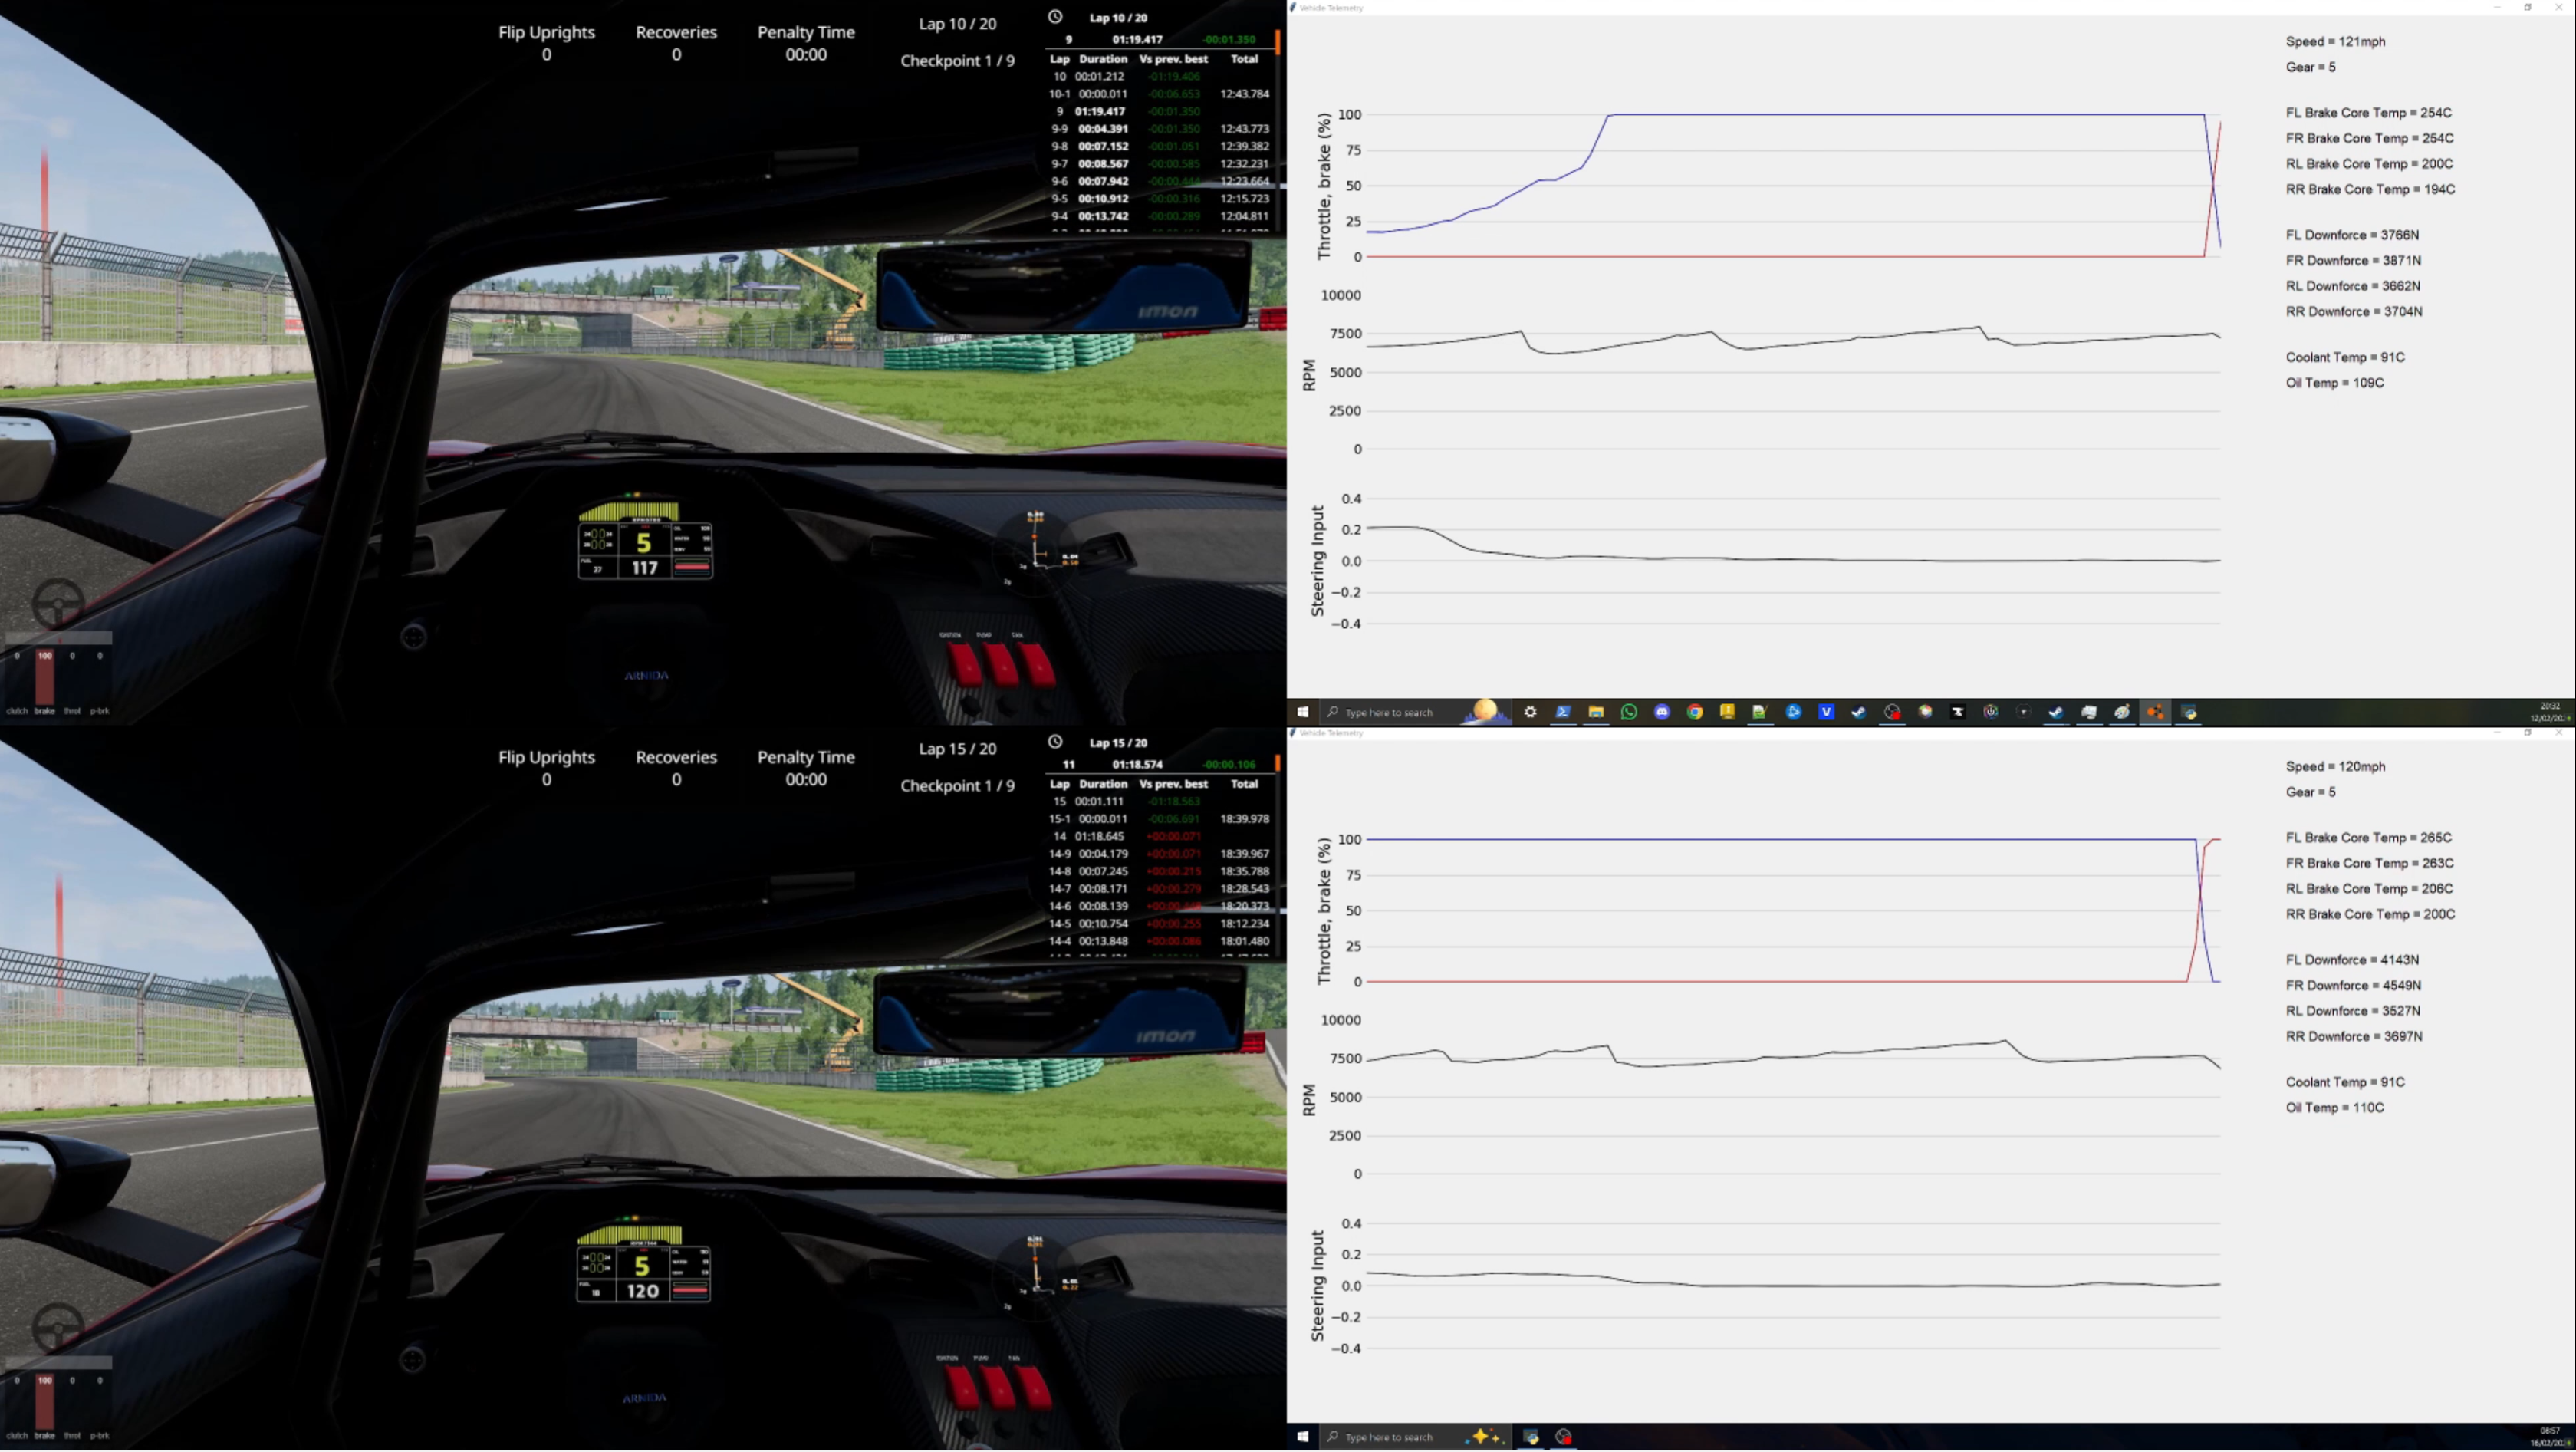 Flip Uprights
0
Recoveries
0
Penalty Time
00:00
Lap 10 / 20
Checkpoint 1 / 9
Lap 10 / 20
9 01:19.417 -00:01.350
Lap Duration Vs prev. best Total
10 00:01.212 -01:19.406
10-1 00:00.011 -00:06.653 12:43.784
9 01:19.417 -00:01.350
9-9 00:04.391 -00:01.350 12:43.773
9-8 00:07.152 -00:01.051 12:39.382
9-7 00:08.567 -00:00.585 12:32.231
9-6 00:07.942 -00:00.444 12:23.664
9-5 00:10.912 -00:00.316 12:15.723
9-4 00:13.742 -00:00.289 12:04.811
imon
5
27
117
IGNITION PUMP
ARNIDA
0 100 0 0
clutch brake throt p-brk
Vehicle Telemetry
Speed = 121mph
Gear = 5
FL Brake Core Temp = 254C
FR Brake Core Temp = 254C
RL Brake Core Temp = 200C
RR Brake Core Temp = 194C
FL Downforce = 3766N
FR Downforce = 3871N
RL Downforce = 3662N
RR Downforce = 3704N
Coolant Temp = 91C
Oil Temp = 109C
Throttle, brake (%)
100
75
50
25
0
RPM
10000
7500
5000
2500
0
Steering Input
0.4
0.2
0.0
−0.2
−0.4
Type here to search
20:32
Flip Uprights
0
Recoveries
0
Penalty Time
00:00
Lap 15 / 20
Checkpoint 1 / 9
Lap 15 / 20
11 01:18.574 -00:00.106
Lap Duration Vs prev. best Total
15 00:01.111 -01:18.563
15-1 00:00.011 -00:06.691 18:39.978
14 01:18.645 +00:00.071
14-9 00:04.179 +00:00.071 18:39.967
14-8 00:07.245 +00:00.215 18:35.788
14-7 00:08.171 +00:00.279 18:28.543
14-6 00:08.139 18:20.373
14-5 00:10.754 +00:00.255 18:12.234
14-4 00:13.848 +00:00.086 18:01.480
imon
5
18
120
ARNIDA
0 100 0 0
clutch brake throt p-brk
Vehicle Telemetry
Speed = 120mph
Gear = 5
FL Brake Core Temp = 265C
FR Brake Core Temp = 263C
RL Brake Core Temp = 206C
RR Brake Core Temp = 200C
FL Downforce = 4143N
FR Downforce = 4549N
RL Downforce = 3527N
RR Downforce = 3697N
Coolant Temp = 91C
Oil Temp = 110C
Throttle, brake (%)
100
75
50
25
0
RPM
10000
7500
5000
2500
0
Steering Input
0.4
0.2
0.0
−0.2
−0.4
Type here to search
08:57